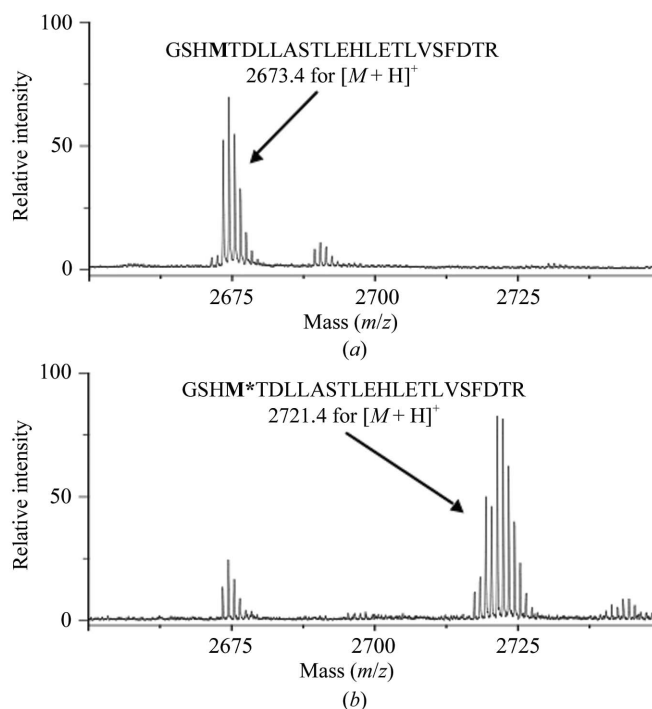 100
GSHMTDLLASTLEHLETLVSFDTR
2673.4 for [M + H]+
Relative intensity
50
0
2675
2700
2725
Mass (m/z)
(a)
100
GSHM*TDLLASTLEHLETLVSFDTR
2721.4 for [M + H]+
Relative intensity
50
0
2675
2700
2725
Mass (m/z)
(b)